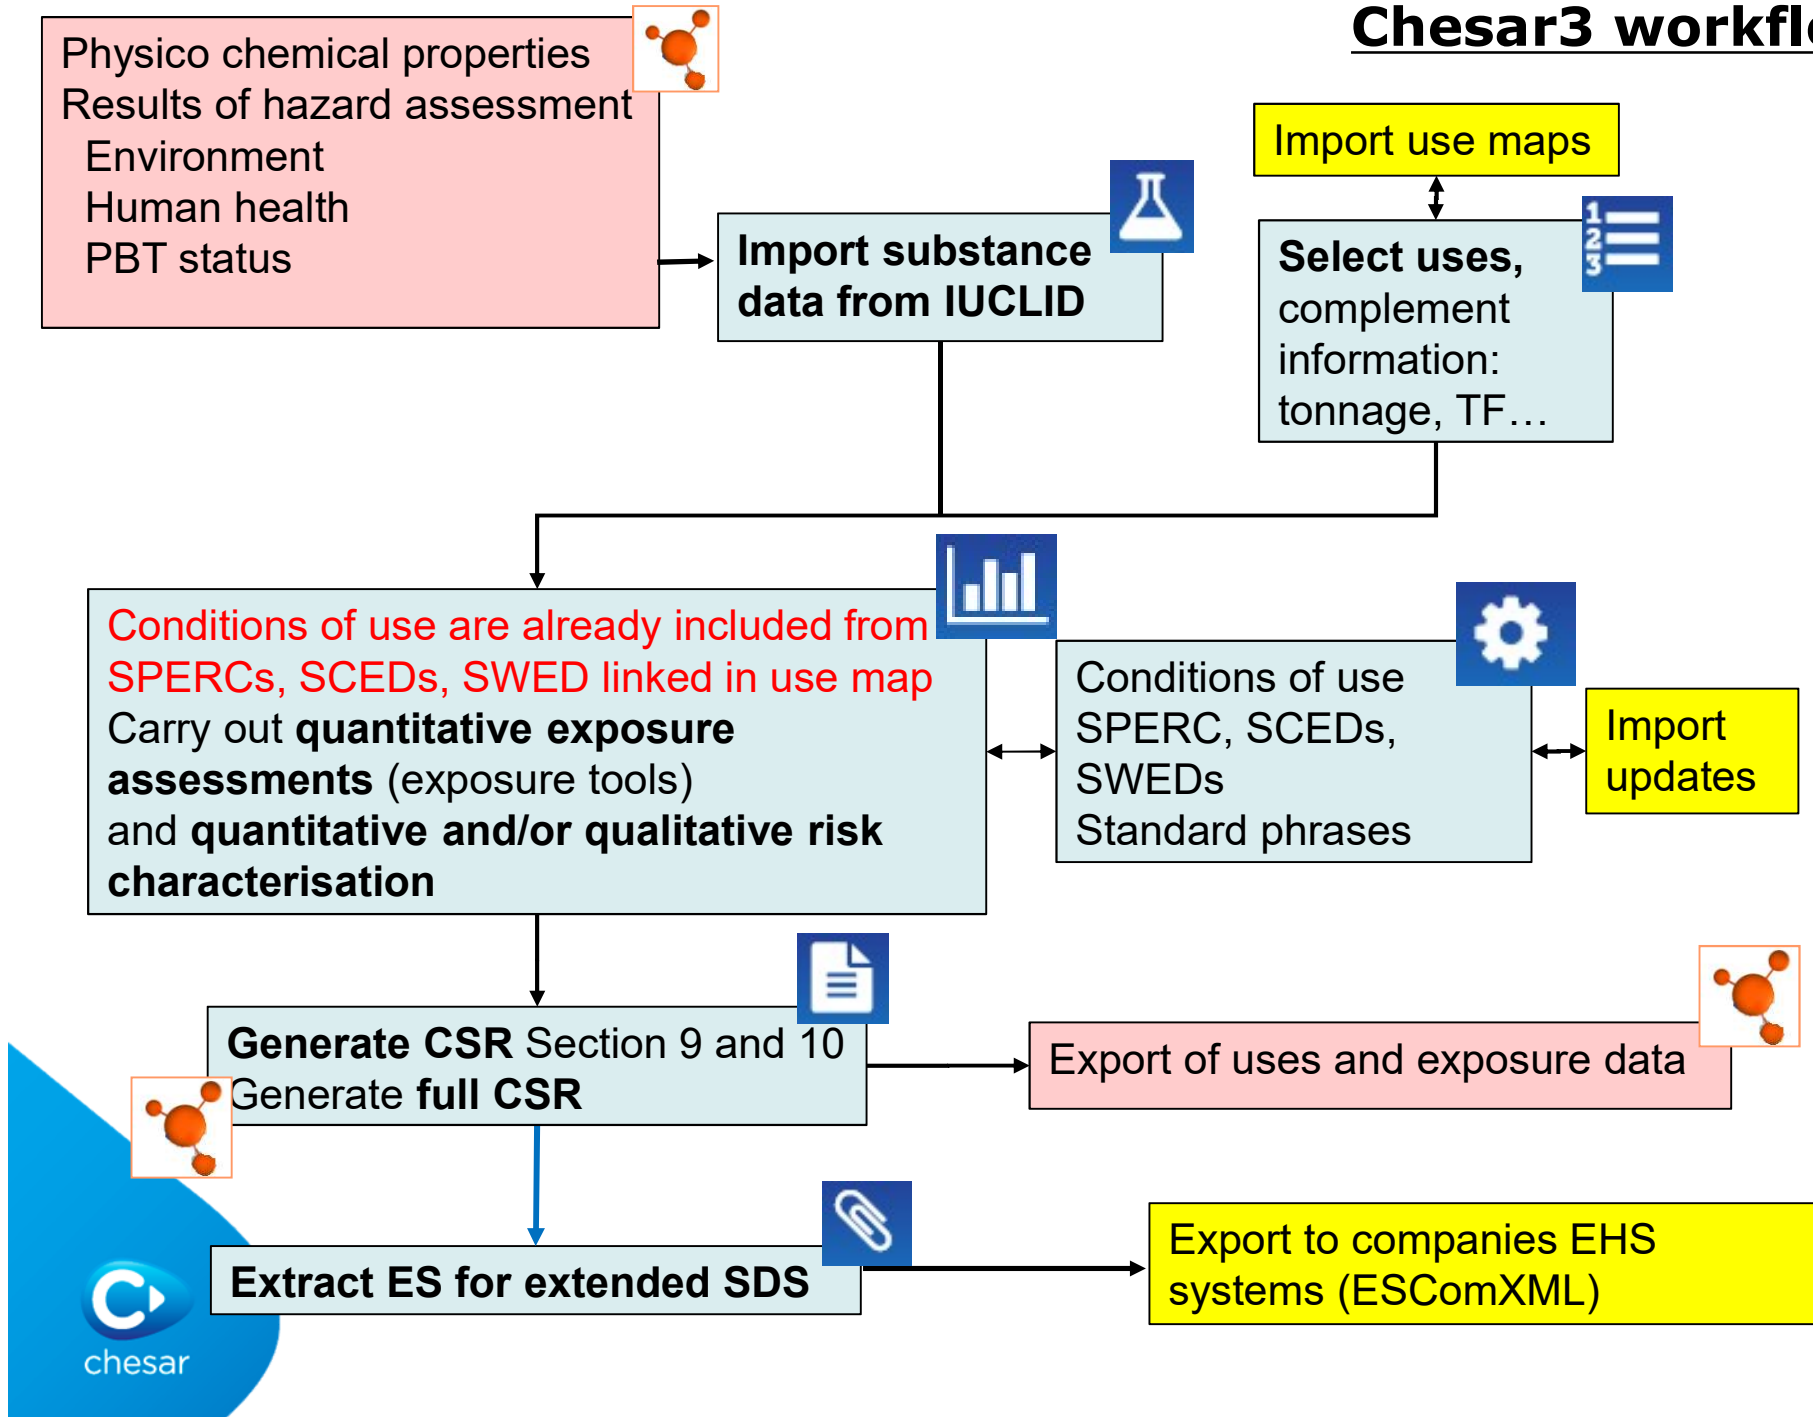 Chesar3 workflo
Physico chemical properties
Results of hazard assessment
Environment
Human health
PBT status
Import use maps
Import substance
data from IUCLID
1
2
3
Select uses,
complement
information:
tonnage, TF…
Conditions of use are already included from
SPERCs, SCEDs, SWED linked in use map
Carry out quantitative exposure
assessments (exposure tools)
and quantitative and/or qualitative risk
characterisation
Conditions of use
SPERC, SCEDs,
SWEDs
Standard phrases
Import
updates
Generate CSR Section 9 and 10
Generate full CSR
Export of uses and exposure data
Extract ES for extended SDS
Export to companies EHS
systems (ESComXML)
chesar